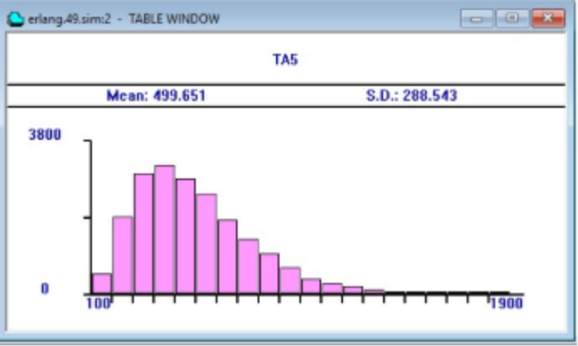 erlang.49.sim:2 - TABLE WINDOW
TA5
Mean: 499.651 S.D.: 288.543
3800
0
100 1900